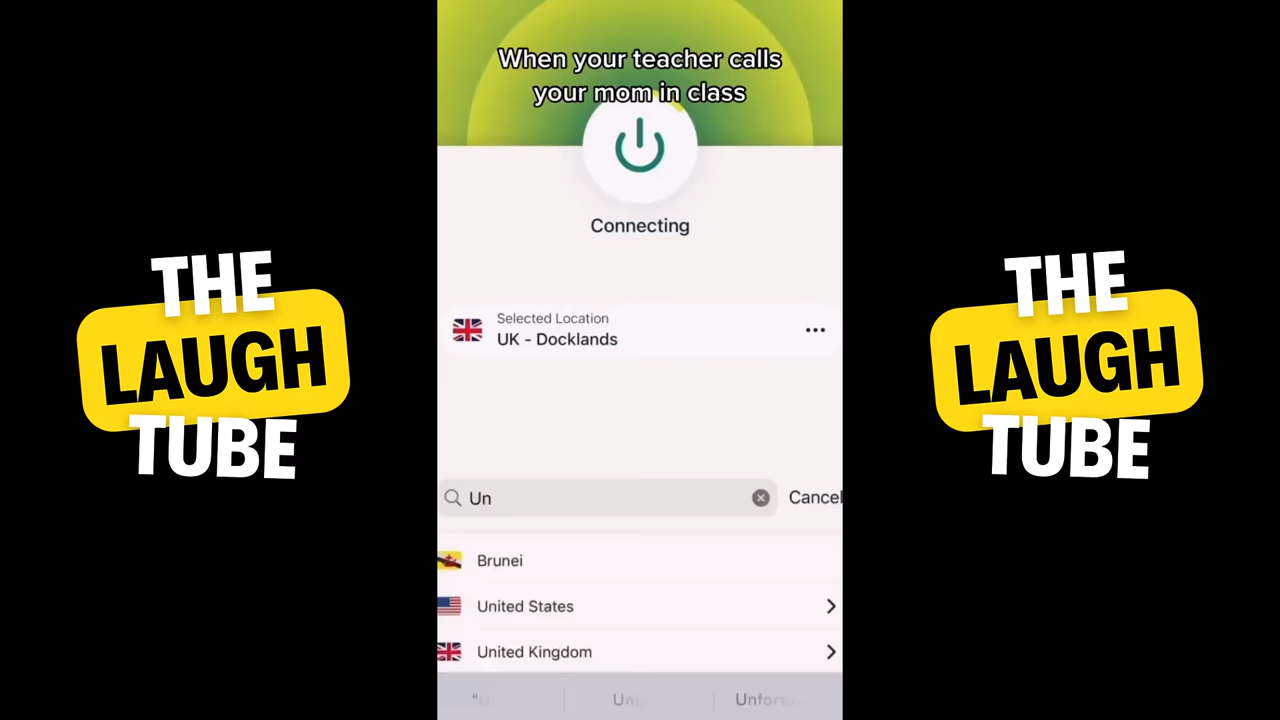 When your teacher calls
your mom in class
Connecting
Selected Location
UK - Docklands
Un
Cancel
Brunei
United States
United Kingdom
THE
LAUGH
TUBE
THE
LAUGH
TUBE